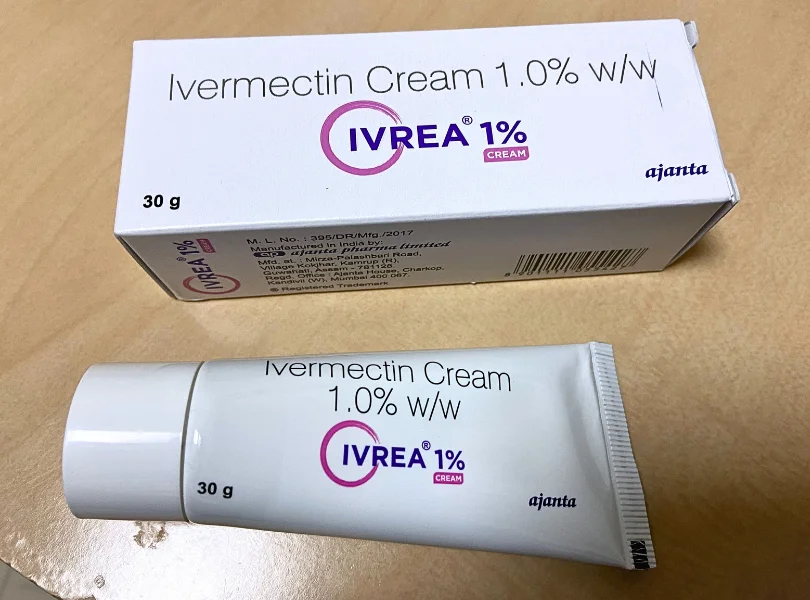 Ivermectin Cream 1.0% w/w
IVREA® 1%
CREAM
ajanta
30 g
IVREA® 1%
CREAM
M. L. No. : 395/DR/Mfg./2017
Manufactured in India by:
ajanta pharma limited
Mfd. at : Mirza-Palashbari Road,
Village Kokjhar, Kamrup (R),
Guwahati, Assam - 781128.
Regd. Office : Ajanta House, Charkop,
Kandivli (W), Mumbai 400 067.
® Registered Trademark
Ivermectin Cream
1.0% w/w
IVREA® 1%
CREAM
30 g
ajanta